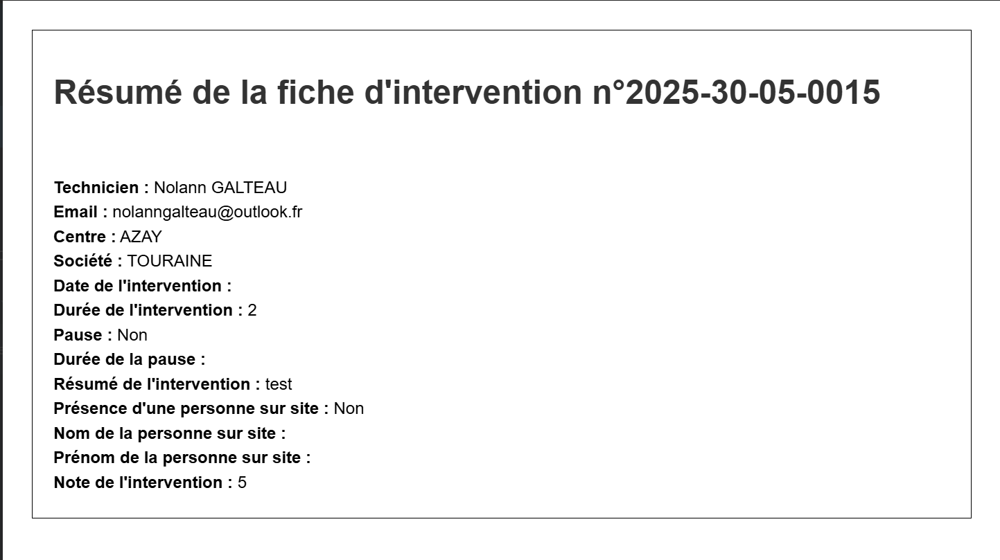 Résumé de la fiche d'intervention n°2025-30-05-0015
Technicien : Nolann GALTEAU
Email : nolanngalteau@outlook.fr
Centre : AZAY
Société : TOURAINE
Date de l'intervention :
Durée de l'intervention : 2
Pause : Non
Durée de la pause :
Résumé de l'intervention : test
Présence d'une personne sur site : Non
Nom de la personne sur site :
Prénom de la personne sur site :
Note de l'intervention : 5